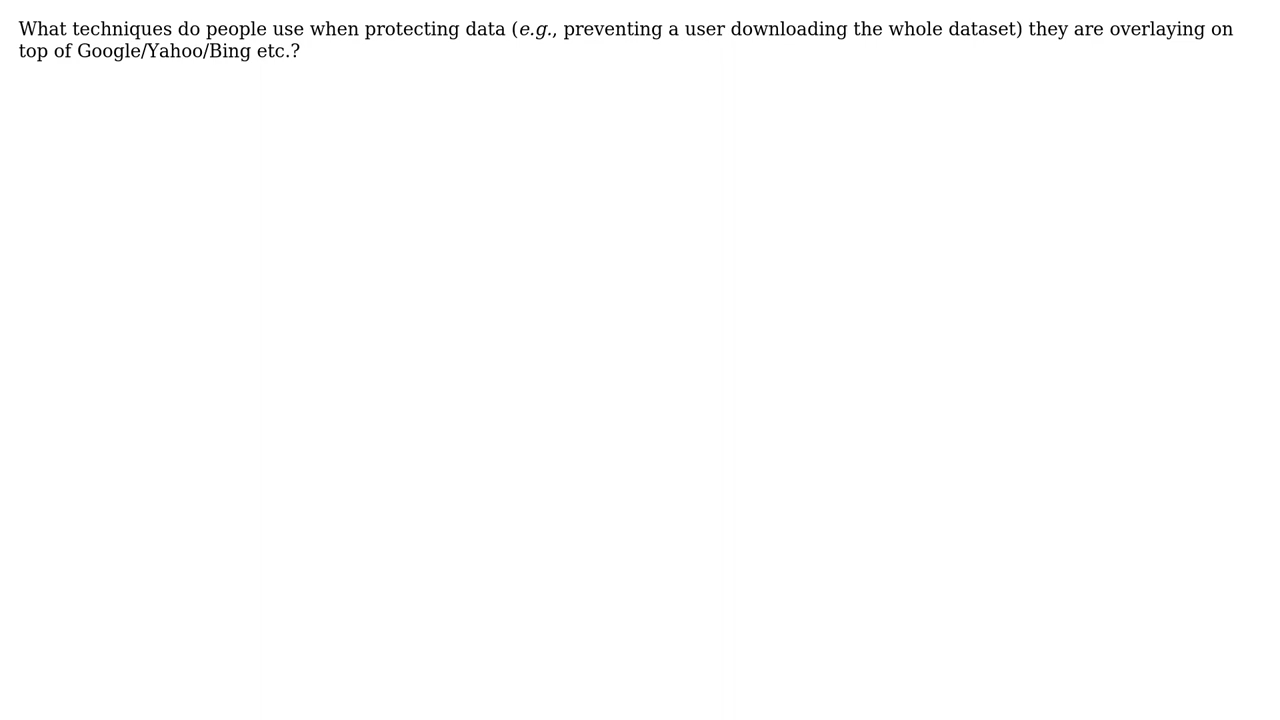 What techniques do people use when protecting data (e.g., preventing a user downloading the whole dataset) they are overlaying on
top of Google/Yahoo/Bing etc.?